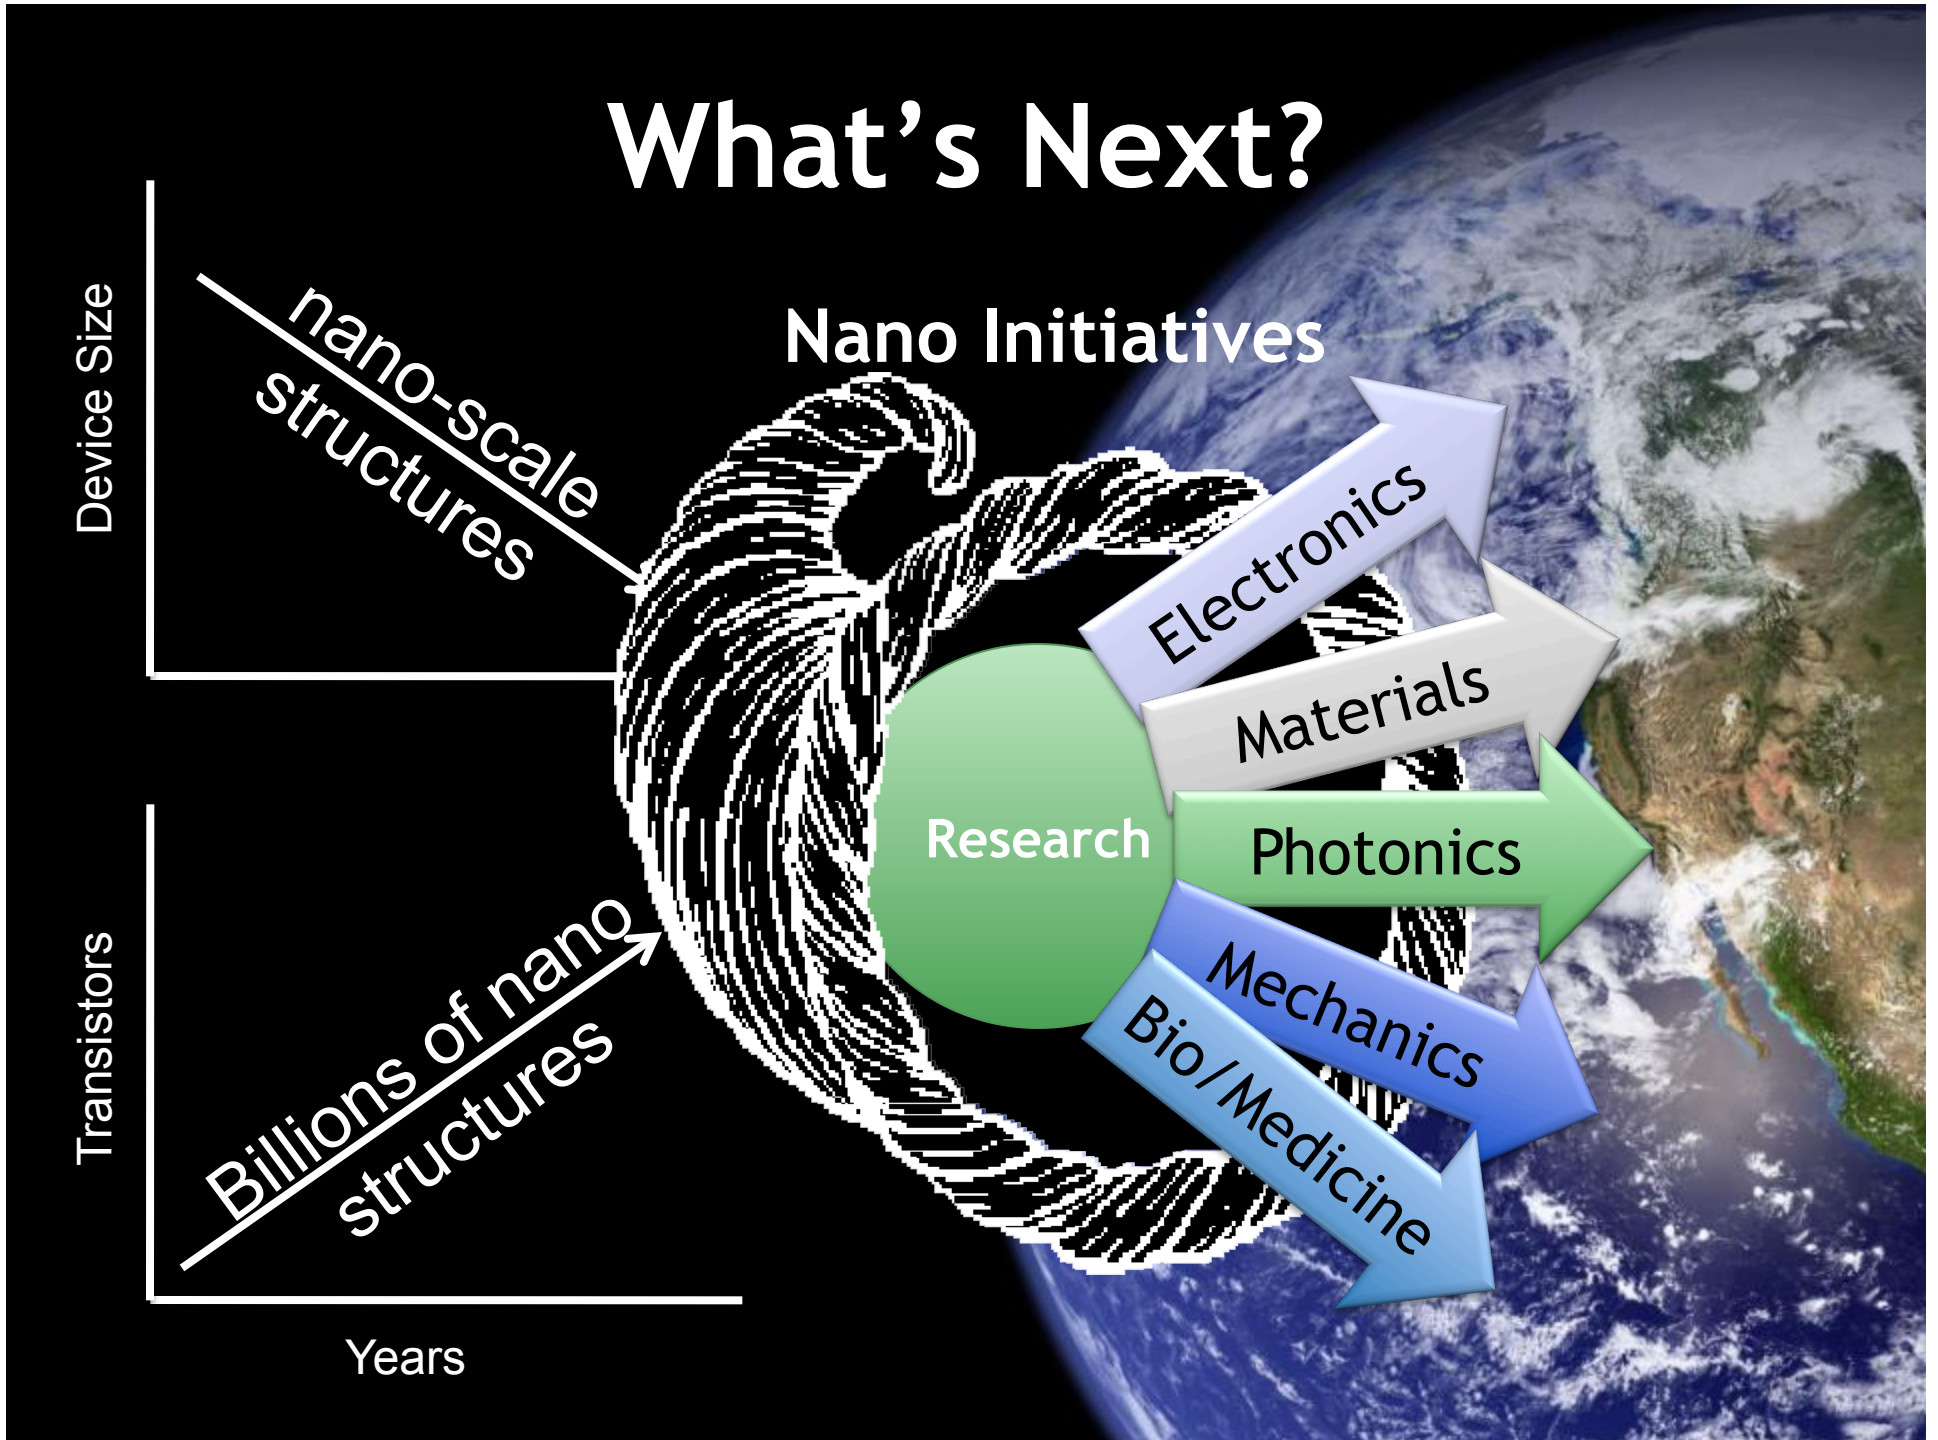 What’s Next?
Nano Initiatives
Device Size
nano-scale
structures
Transistors
Billions of nano
structures
Years
Research
Electronics
Materials
Photonics
Mechanics
Bio/Medicine